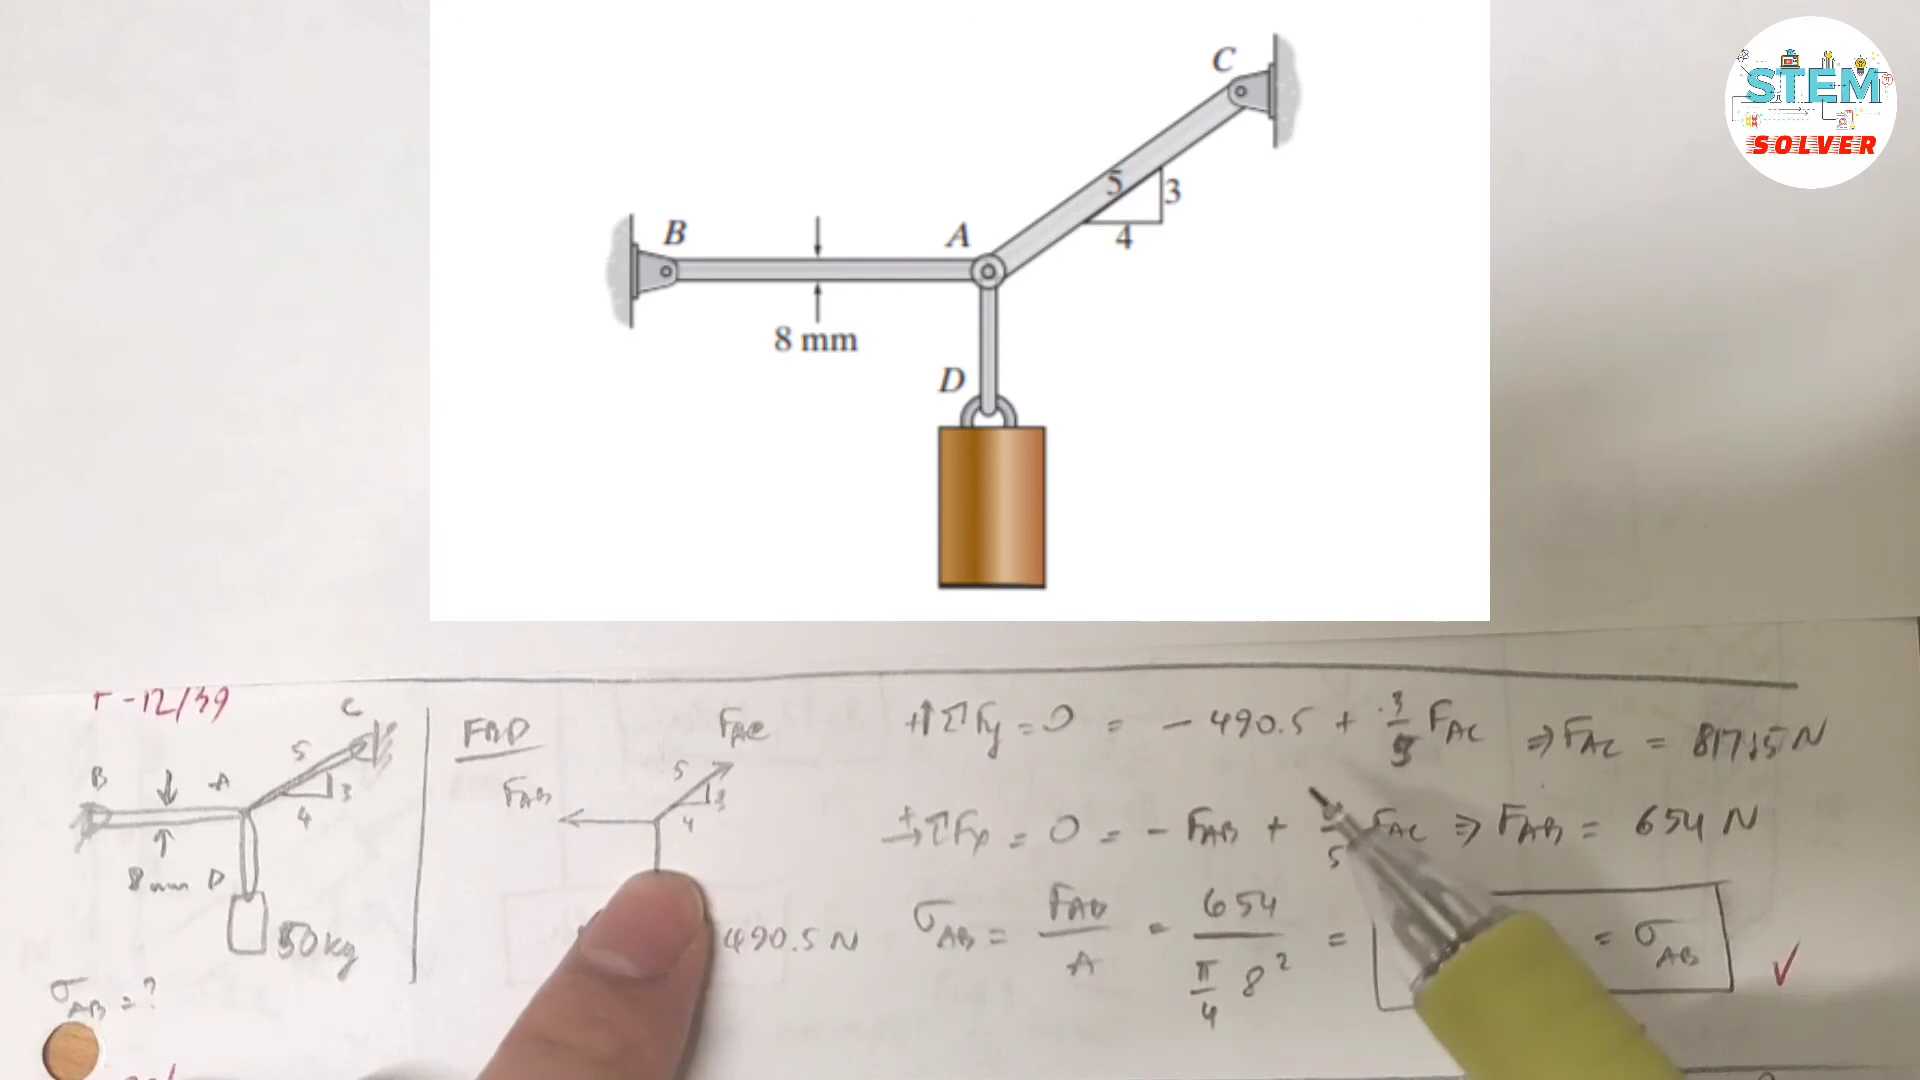 STEM
SOLVER
C
5
3
4
B
A
8 mm
D
F-12/39
C
5
3
4
B
A
8 mm D
50 kg
σAB = ?
FBD
FAC
5
3
4
FAB
490.5 N
+↑ΣFy = 0 = - 490.5 + 3/5 FAC ⇒ FAC = 817.5 N
+→ΣFx = 0 = - FAB + /5 FAC ⇒ FAB = 654 N
σAB = FAB/A = 654/(π/4 8²) = = σAB ✓